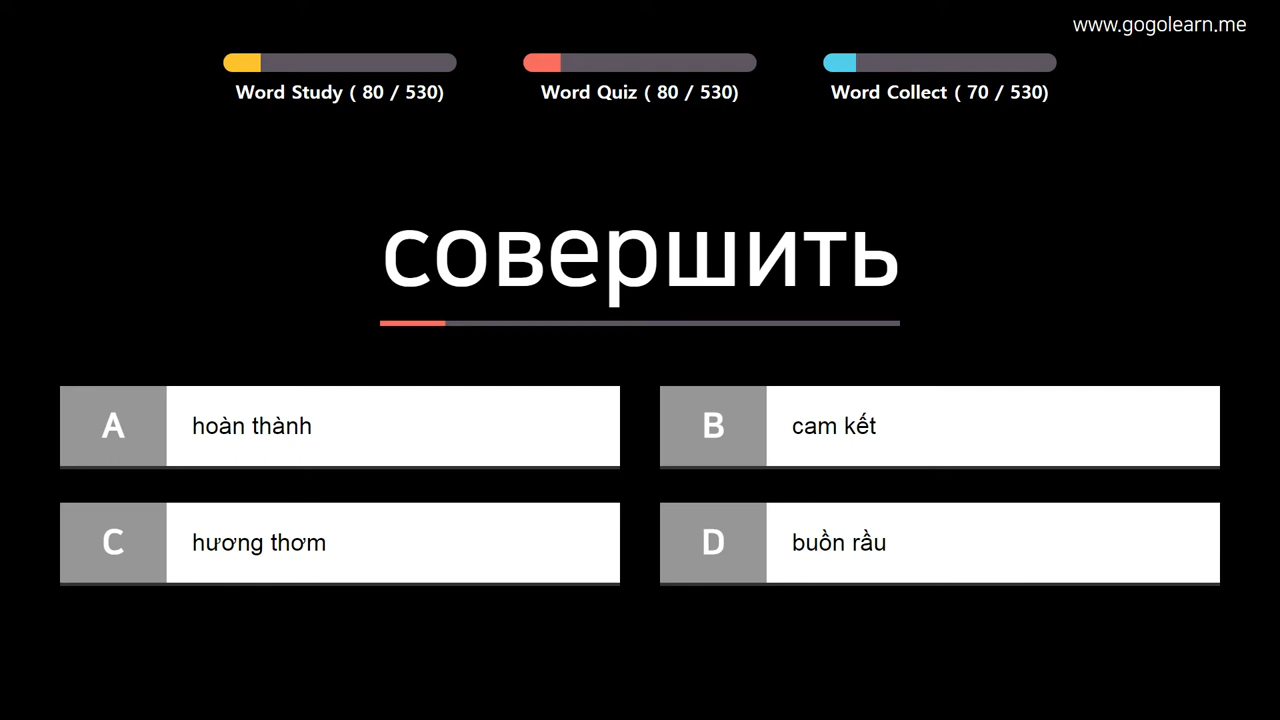 www.gogolearn.me
Word Study ( 80 / 530)
Word Quiz ( 80 / 530)
Word Collect ( 70 / 530)
совершить
A hoàn thành
B cam kết
C hương thơm
D buồn rầu